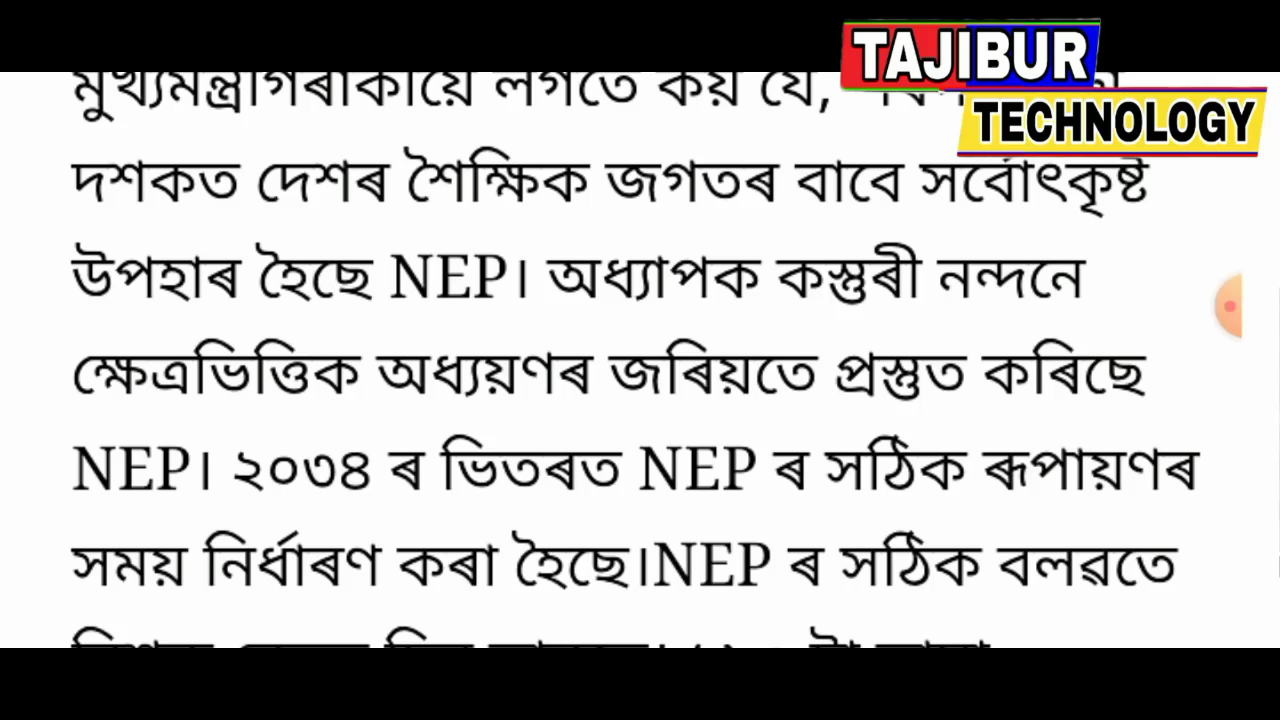 TAJIBUR
TECHNOLOGY
মুখ্যমন্ত্ৰীগৰাকীয়ে লগতে কয় যে,
দশকত দেশৰ শৈক্ষিক জগতৰ বাবে সৰ্বোৎকৃষ্ট
উপহাৰ হৈছে NEP। অধ্যাপক কস্তুৰী নন্দনে
ক্ষেত্ৰভিত্তিক অধ্যয়ণৰ জৰিয়তে প্ৰস্তুত কৰিছে
NEP। ২০৩৪ ৰ ভিতৰত NEP ৰ সঠিক ৰূপায়ণৰ
সময় নিৰ্ধাৰণ কৰা হৈছে।NEP ৰ সঠিক বলৱতে